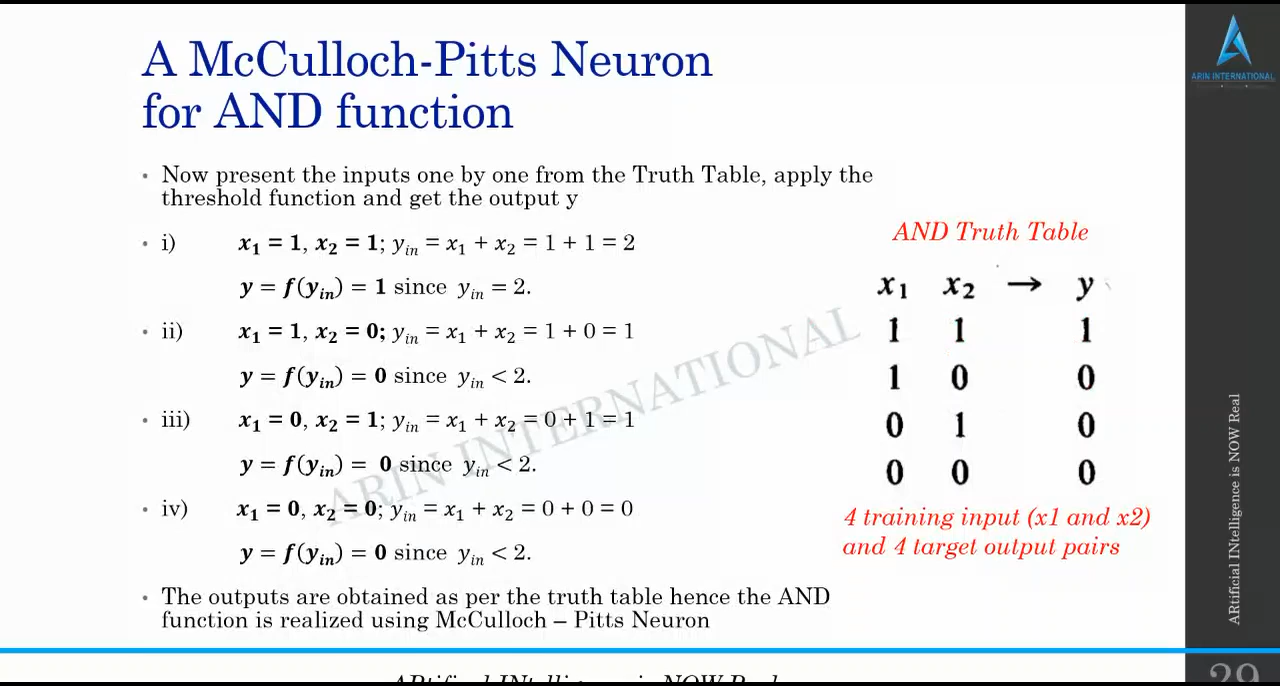 A McCulloch-Pitts Neuron
for AND function
• Now present the inputs one by one from the Truth Table, apply the
threshold function and get the output y
• i) x₁ = 1, x₂ = 1; yᵢₙ = x₁ + x₂ = 1 + 1 = 2
y = f(yᵢₙ) = 1 since yᵢₙ = 2.
• ii) x₁ = 1, x₂ = 0; yᵢₙ = x₁ + x₂ = 1 + 0 = 1
y = f(yᵢₙ) = 0 since yᵢₙ < 2.
• iii) x₁ = 0, x₂ = 1; yᵢₙ = x₁ + x₂ = 0 + 1 = 1
y = f(yᵢₙ) = 0 since yᵢₙ < 2.
• iv) x₁ = 0, x₂ = 0; yᵢₙ = x₁ + x₂ = 0 + 0 = 0
y = f(yᵢₙ) = 0 since yᵢₙ < 2.
• The outputs are obtained as per the truth table hence the AND
function is realized using McCulloch – Pitts Neuron
AND Truth Table
x₁ x₂ → y
1 1 1
1 0 0
0 1 0
0 0 0
4 training input (x1 and x2)
and 4 target output pairs
ARIN INTERNATIONAL
ARIN INTERNATIONAL
ARtificial INtelligence is NOW Real
ARtificial INtelligence is NOW Real
29